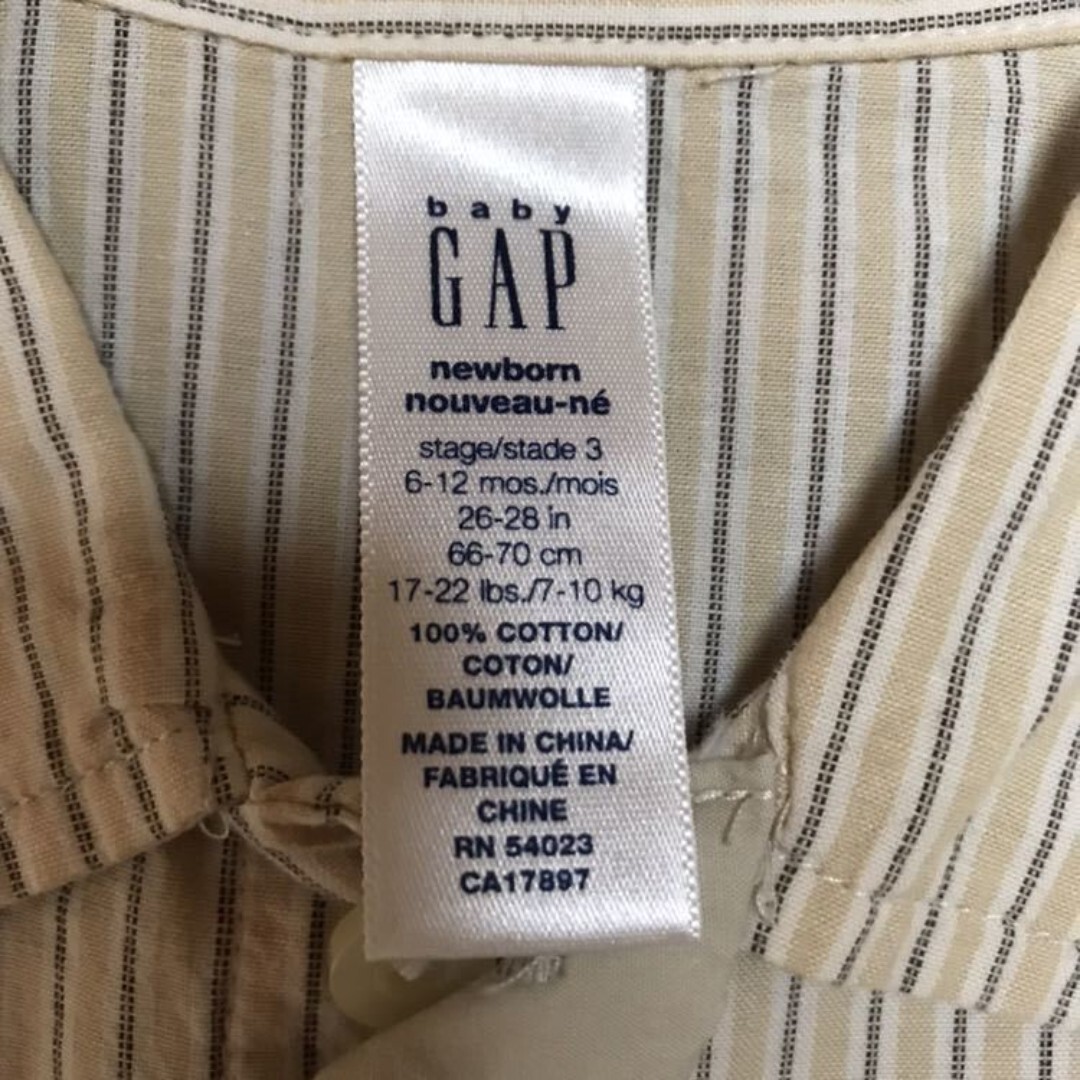 baby
GAP
newborn
nouveau-né
stage/stade 3
6-12 mos./mois
26-28 in
66-70 cm
17-22 lbs./7-10 kg
100% COTTON/
COTON/
BAUMWOLLE
MADE IN CHINA/
FABRIQUÉ EN
CHINE
RN 54023
CA17897